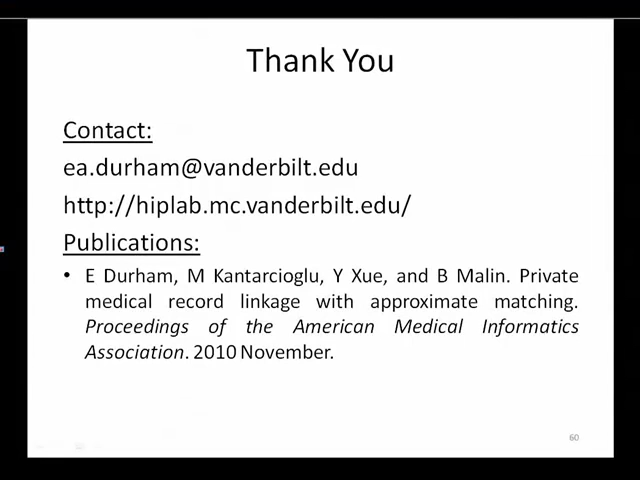 Thank You
Contact:
ea.durham@vanderbilt.edu
http://hiplab.mc.vanderbilt.edu/
Publications:
• E Durham, M Kantarcioglu, Y Xue, and B Malin. Private
medical record linkage with approximate matching.
Proceedings of the American Medical Informatics
Association. 2010 November.
60